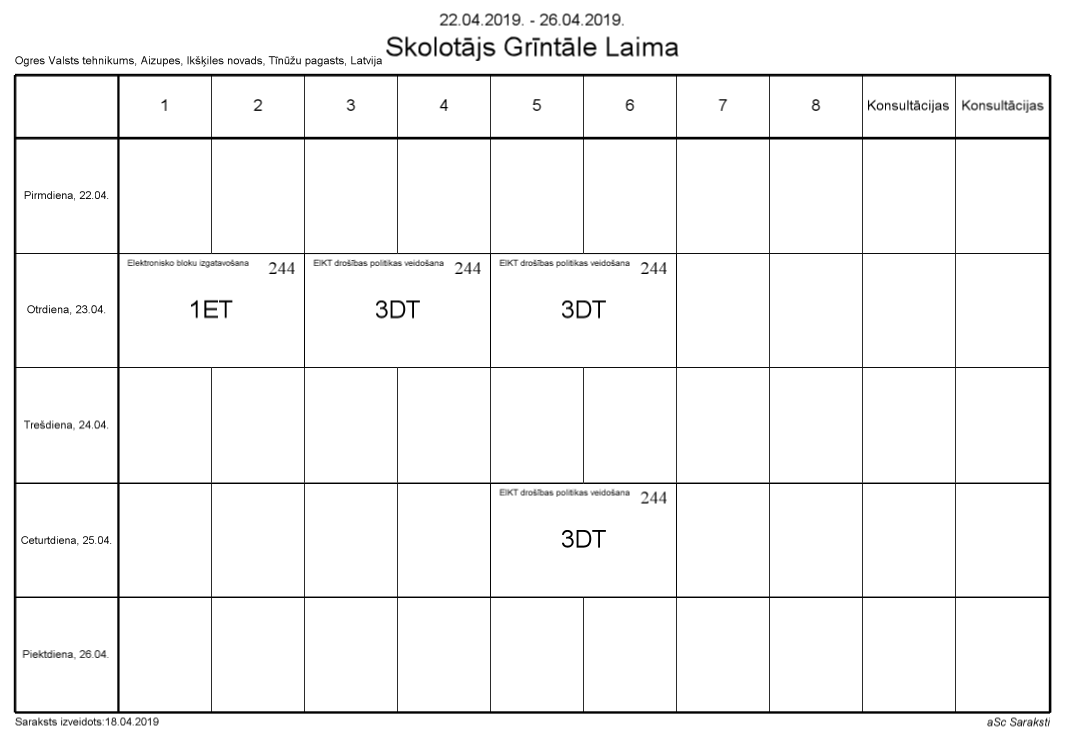 22.04.2019. - 26.04.2019.
Skolotājs Grīntāle Laima
Ogres Valsts tehnikums, Aizupes, Ikšķiles novads, Tīnūžu pagasts, Latvija
1 2 3 4 5 6 7 8 Konsultācijas Konsultācijas
Pirmdiena, 22.04.
Elektronisko bloku izgatavošana 244 EIKT drošības politikas veidošana 244 EIKT drošības politikas veidošana 244
Otrdiena, 23.04. 1ET 3DT 3DT
Trešdiena, 24.04.
EIKT drošības politikas veidošana 244
Ceturtdiena, 25.04. 3DT
Piektdiena, 26.04.
Saraksts izveidots:18.04.2019 aSc Saraksti